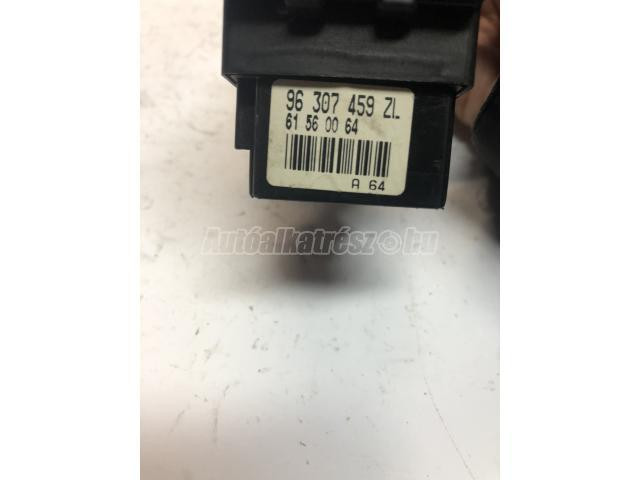 96 307 459 ZL
61 56 00 64
A 64
Autóalkatrész.hu